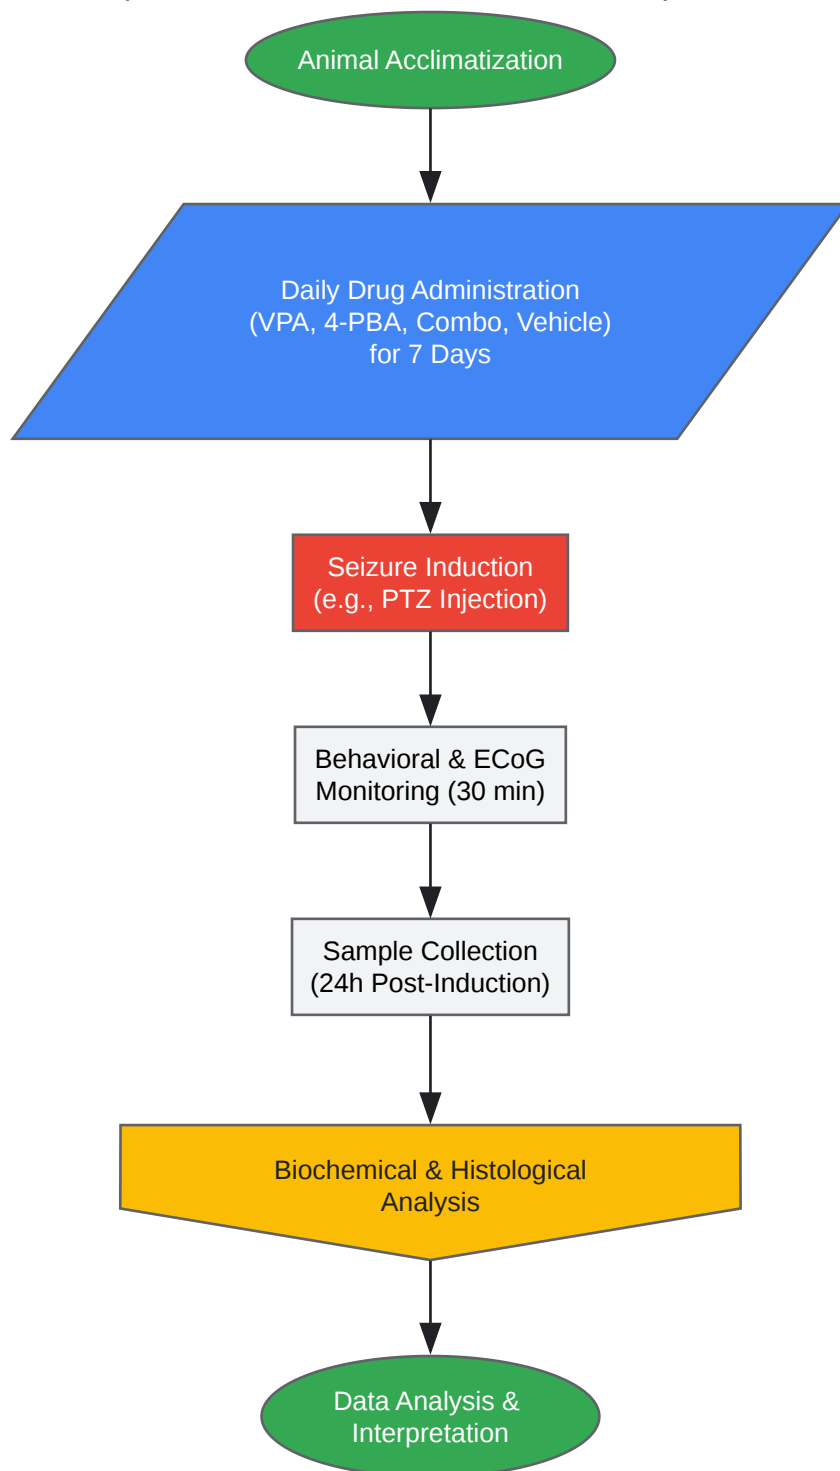 Animal Acclimatization
Daily Drug Administration
(VPA, 4-PBA, Combo, Vehicle)
for 7 Days
Seizure Induction
(e.g., PTZ Injection)
Behavioral & ECoG
Monitoring (30 min)
Sample Collection
(24h Post-Induction)
Biochemical & Histological
Analysis
Data Analysis &
Interpretation